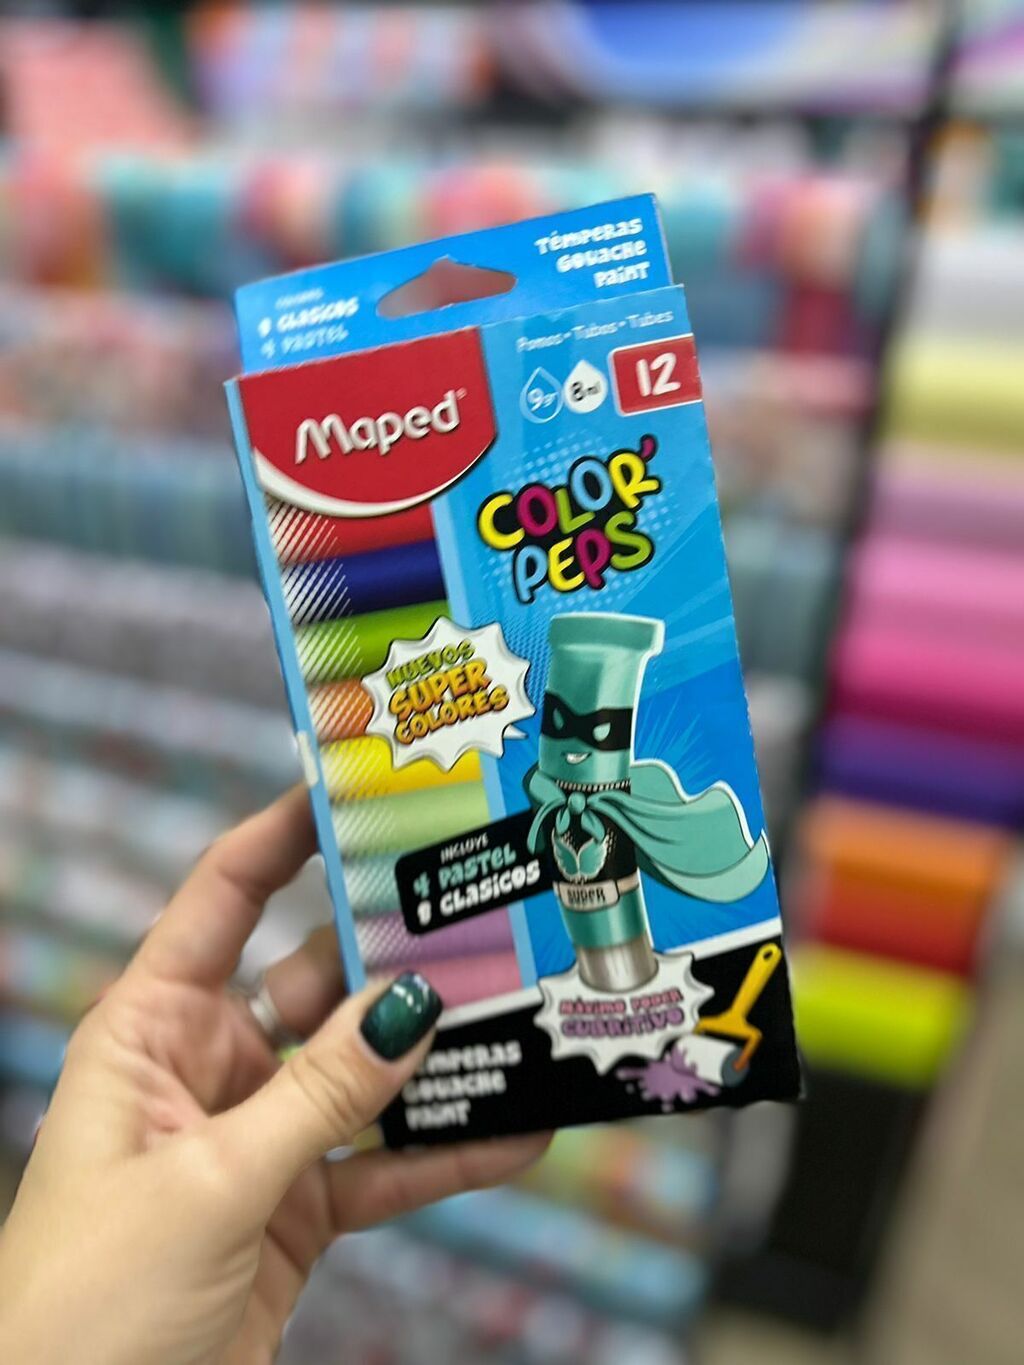 TÉMPERAS
GOUACHE
PAINT
8 CLASICOS
4 PASTEL
Pomos • Tubos • Tubes
9gr
8ml
12
Maped
COLOR'
PEPS
NUEVOS
SUPER
COLORES
INCLUYE
4 PASTEL
8 CLASICOS
SUPER
MÁXIMO PODER
CUBRITIVO
TÉMPERAS
GOUACHE
PAINT